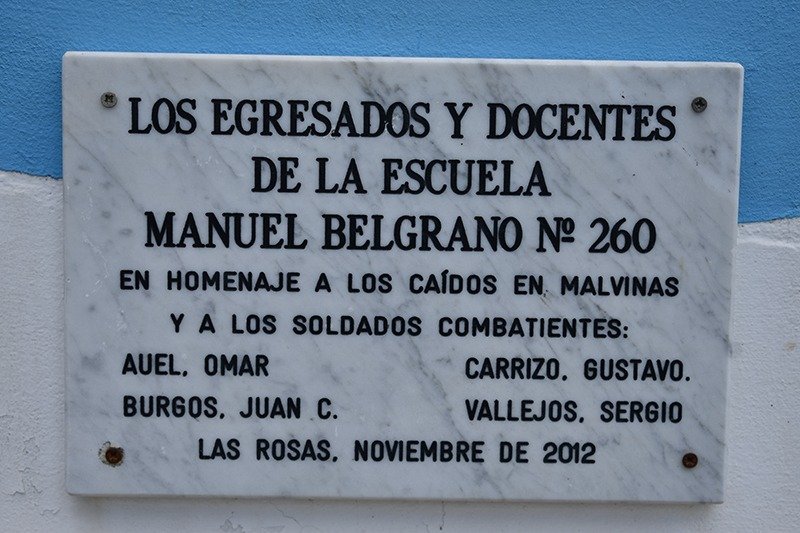 LOS EGRESADOS Y DOCENTES
DE LA ESCUELA
MANUEL BELGRANO Nº 260
EN HOMENAJE A LOS CAÍDOS EN MALVINAS
Y A LOS SOLDADOS COMBATIENTES:
AUEL, OMAR CARRIZO, GUSTAVO.
BURGOS, JUAN C. VALLEJOS, SERGIO
LAS ROSAS, NOVIEMBRE DE 2012